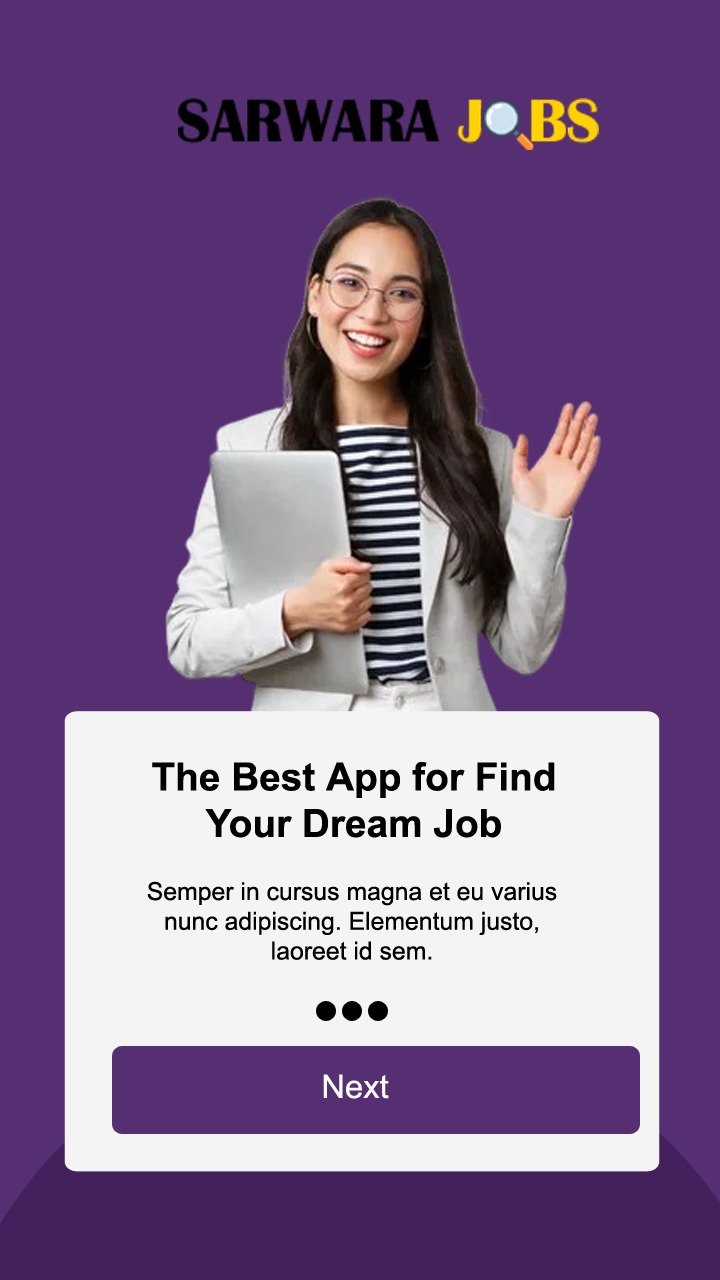 SARWARA JOBS
The Best App for Find
Your Dream Job
Semper in cursus magna et eu varius
nunc adipiscing. Elementum justo,
laoreet id sem.
Next